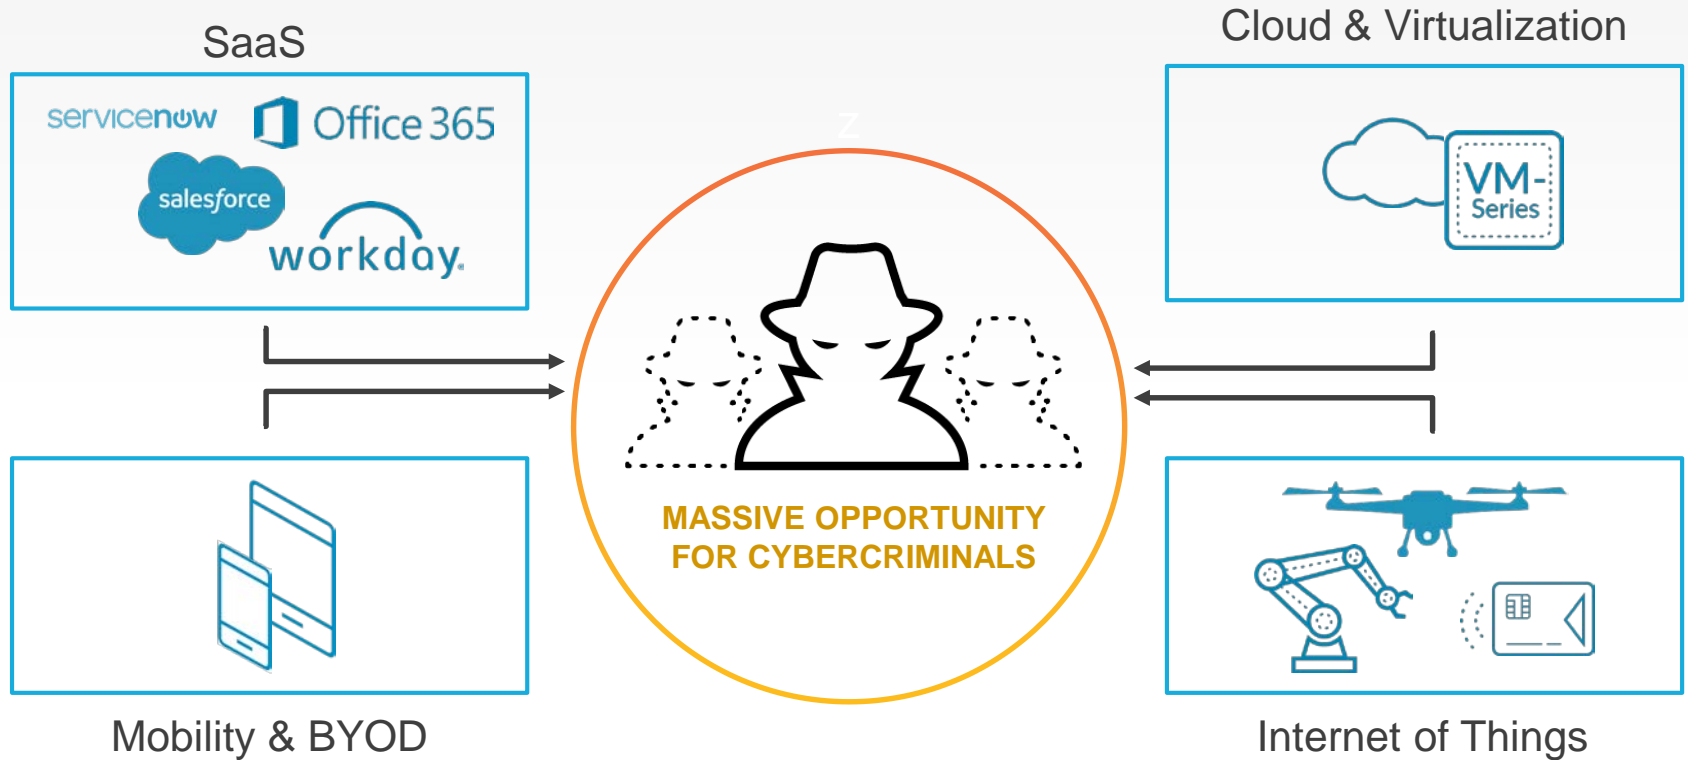 SaaS
Cloud & Virtualization
servicenow
Office 365
salesforce
workday.
z
VM-
Series
MASSIVE OPPORTUNITY
FOR CYBERCRIMINALS
Mobility & BYOD
Internet of Things